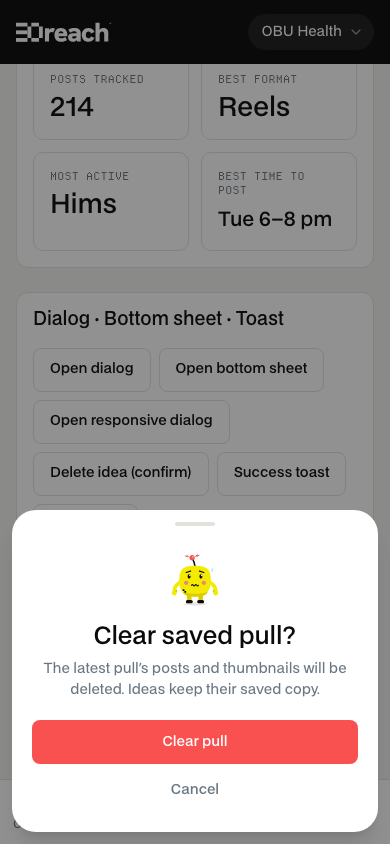 reach
OBU Health
POSTS TRACKED
214
BEST FORMAT
Reels
MOST ACTIVE
Hims
BEST TIME TO
POST
Tue 6–8 pm
Dialog · Bottom sheet · Toast
Open dialog
Open bottom sheet
Open responsive dialog
Delete idea (confirm)
Success toast
Clear saved pull?
The latest pull's posts and thumbnails will be
deleted. Ideas keep their saved copy.
Clear pull
Cancel